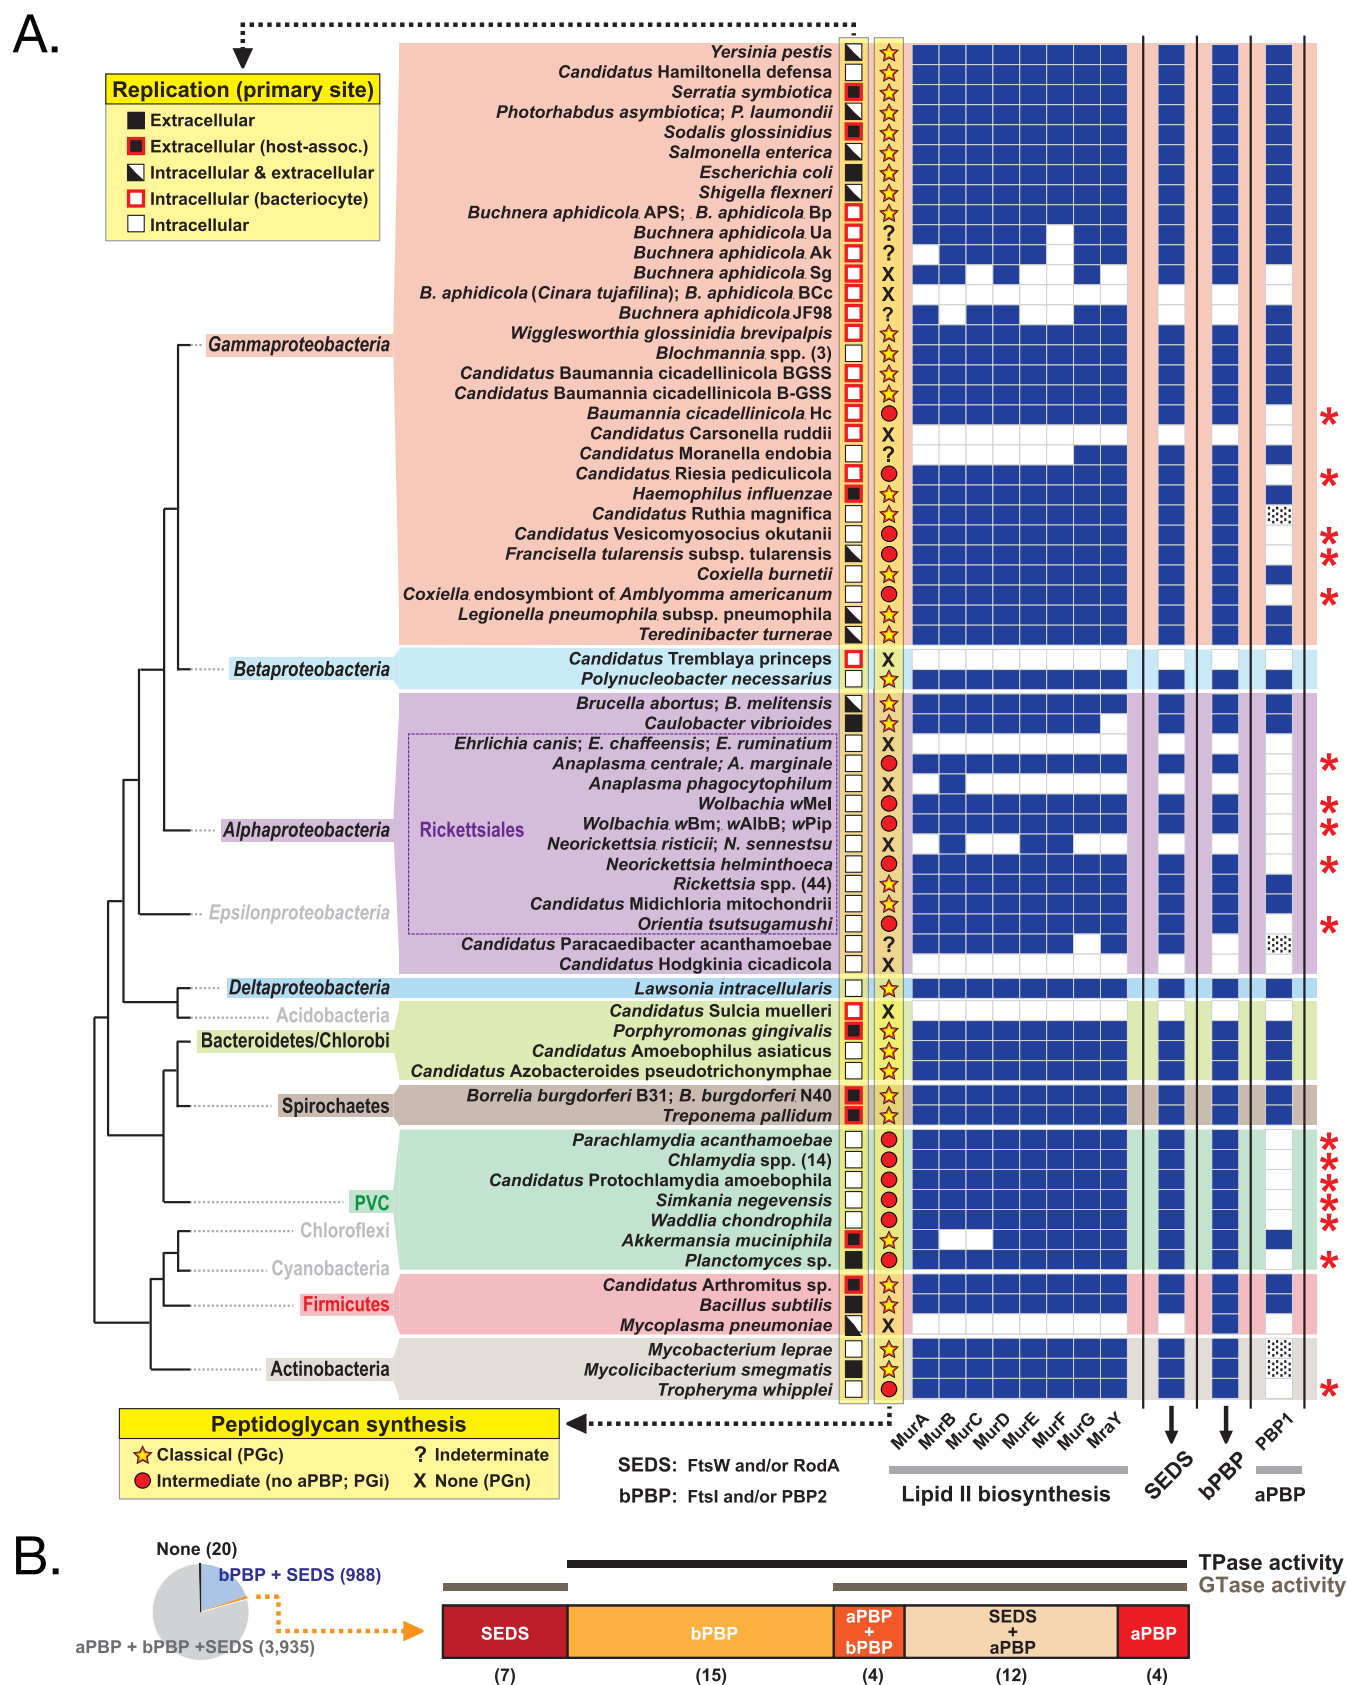 A.
Replication (primary site)
Extracellular
Extracellular (host-assoc.)
Intracellular & extracellular
Intracellular (bacteriocyte)
Intracellular
Yersinia pestis
Candidatus Hamiltonella defensa
Serratia symbiotica
Photorhabdus asymbiotica; P. laumondii
Sodalis glossinidius
Salmonella enterica
Escherichia coli
Shigella flexneri
Buchnera aphidicola APS; B. aphidicola Bp
Buchnera aphidicola Ua
?
Buchnera aphidicola Ak
?
Buchnera aphidicola Sg
X
B. aphidicola (Cinara tujafilina); B. aphidicola BCc
X
Buchnera aphidicola JF98
?
Wigglesworthia glossinidia brevipalpis
Gammaproteobacteria
Blochmannia spp. (3)
Candidatus Baumannia cicadellinicola BGSS
Candidatus Baumannia cicadellinicola B-GSS
Baumannia cicadellinicola Hc
*
Candidatus Carsonella ruddii
X
Candidatus Moranella endobia
?
Candidatus Riesia pediculicola
*
Haemophilus influenzae
Candidatus Ruthia magnifica
Candidatus Vesicomyosocius okutanii
*
Francisella tularensis subsp. tularensis
*
Coxiella burnetii
Coxiella endosymbiont of Amblyomma americanum
*
Legionella pneumophila subsp. pneumophila
Teredinibacter turnerae
Betaproteobacteria
Candidatus Tremblaya princeps
X
Polynucleobacter necessarius
Brucella abortus; B. melitensis
Caulobacter vibrioides
Ehrlichia canis; E. chaffeensis; E. ruminatium
X
Anaplasma centrale; A. marginale
*
Anaplasma phagocytophilum
X
Wolbachia wMel
*
Alphaproteobacteria
Rickettsiales
Wolbachia wBm; wAlbB; wPip
*
Neorickettsia risticii; N. sennestsu
X
Neorickettsia helminthoeca
*
Rickettsia spp. (44)
Candidatus Midichloria mitochondrii
Epsilonproteobacteria
Orientia tsutsugamushi
*
Candidatus Paracaedibacter acanthamoebae
?
Candidatus Hodgkinia cicadicola
X
Deltaproteobacteria
Lawsonia intracellularis
Acidobacteria
Candidatus Sulcia muelleri
X
Bacteroidetes/Chlorobi
Porphyromonas gingivalis
Candidatus Amoebophilus asiaticus
Candidatus Azobacteroides pseudotrichonymphae
Spirochaetes
Borrelia burgdorferi B31; B. burgdorferi N40
Treponema pallidum
Parachlamydia acanthamoebae
*
Chlamydia spp. (14)
*
Candidatus Protochlamydia amoebophila
*
PVC
Simkania negevensis
*
Waddlia chondrophila
*
Chloroflexi
Akkermansia muciniphila
Planctomyces sp.
*
Cyanobacteria
Candidatus Arthromitus sp.
Firmicutes
Bacillus subtilis
Mycoplasma pneumoniae
X
Mycobacterium leprae
Actinobacteria
Mycolicibacterium smegmatis
Tropheryma whipplei
*
Peptidoglycan synthesis
Classical (PGc)
? Indeterminate
Intermediate (no aPBP; PGi)
X None (PGn)
SEDS: FtsW and/or RodA
bPBP: FtsI and/or PBP2
MurA
MurB
MurC
MurD
MurE
MurF
MurG
MraY
Lipid II biosynthesis
SEDS
bPBP
PBP1
aPBP
B.
None (20)
bPBP + SEDS (988)
aPBP + bPBP +SEDS (3,935)
TPase activity
GTase activity
SEDS
bPBP
aPBP
+
bPBP
SEDS
+
aPBP
aPBP
(7)
(15)
(4)
(12)
(4)